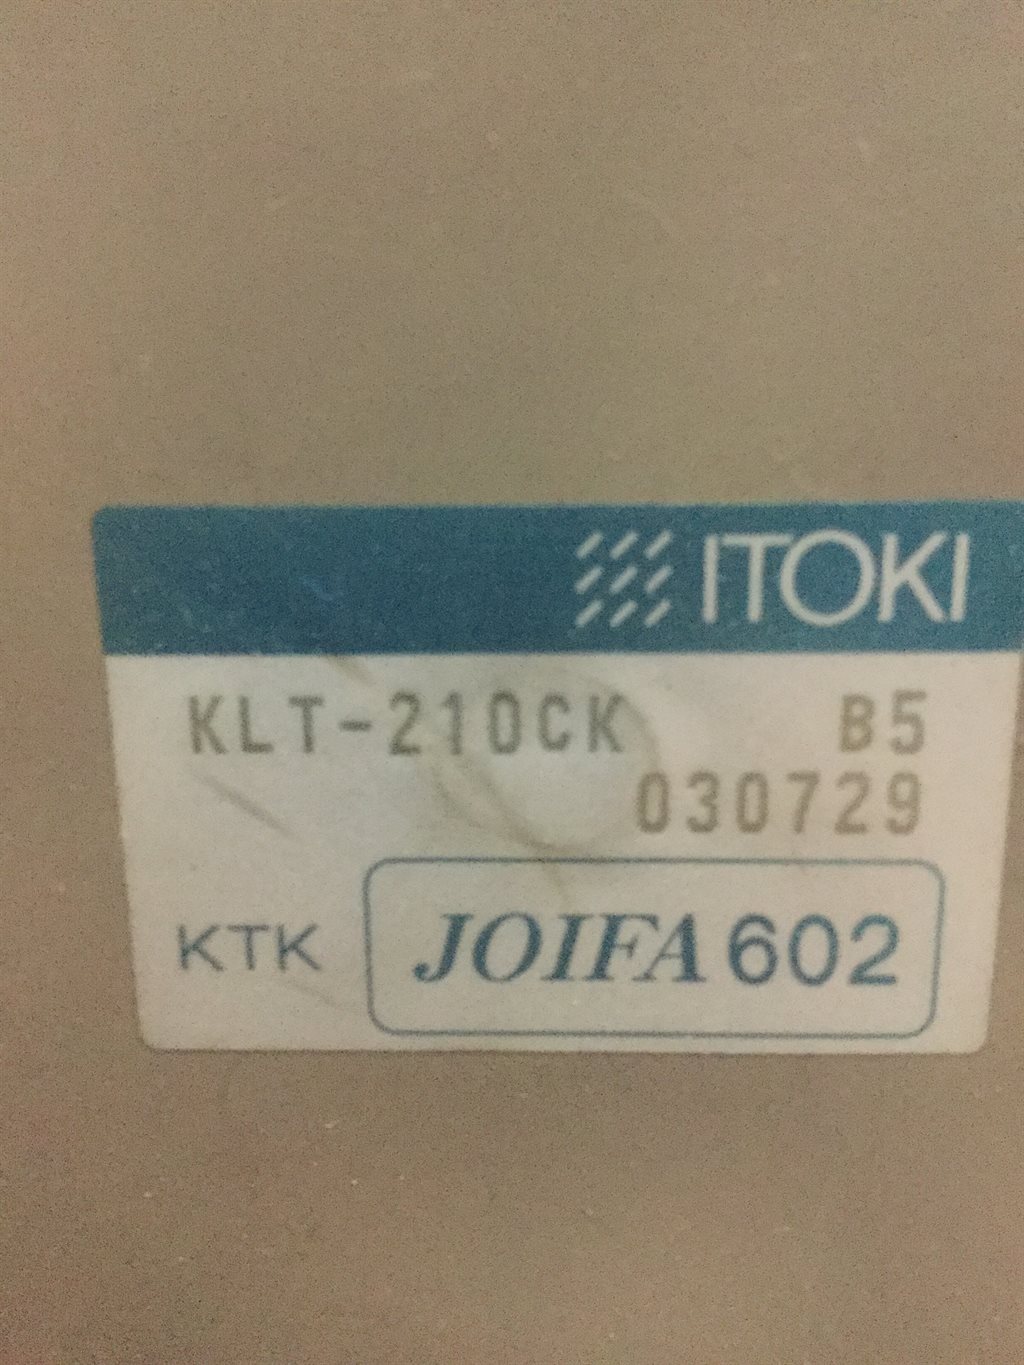 ITOKI
KLT-210CK B5
030729
KTK JOIFA 602